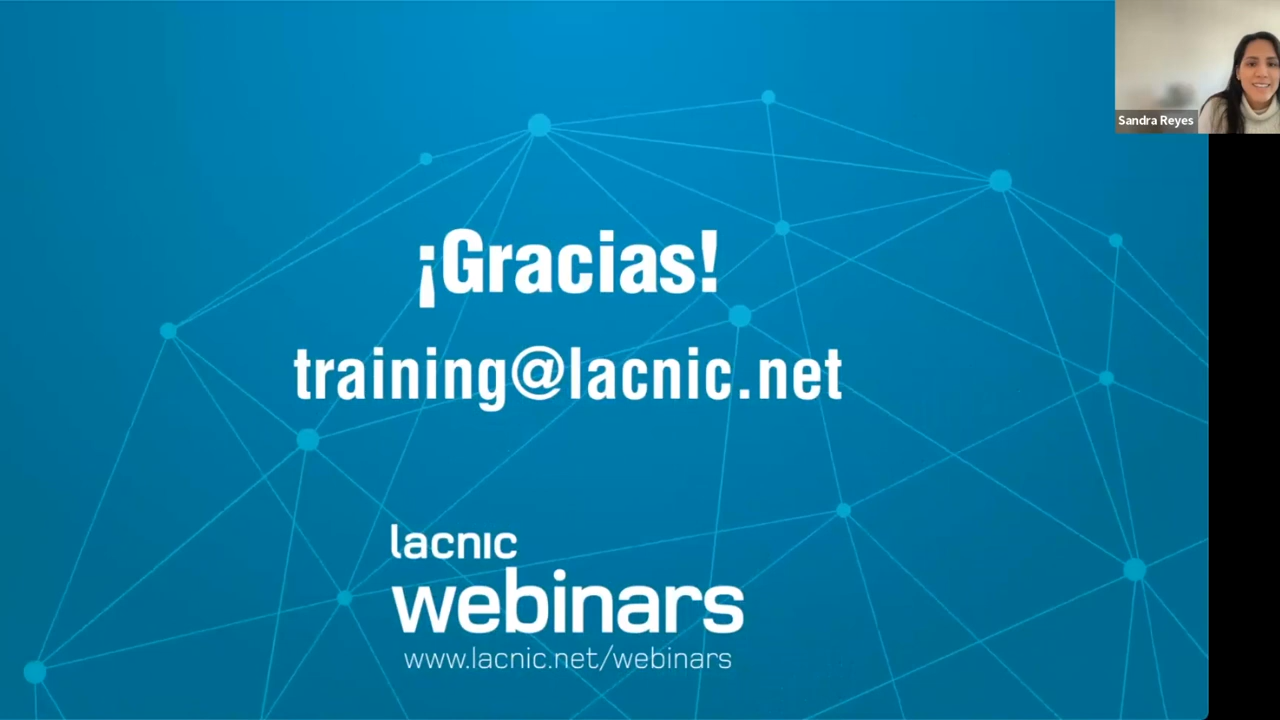 Sandra Reyes
¡Gracias!
training@lacnic.net
lacnic
webinars
www.lacnic.net/webinars